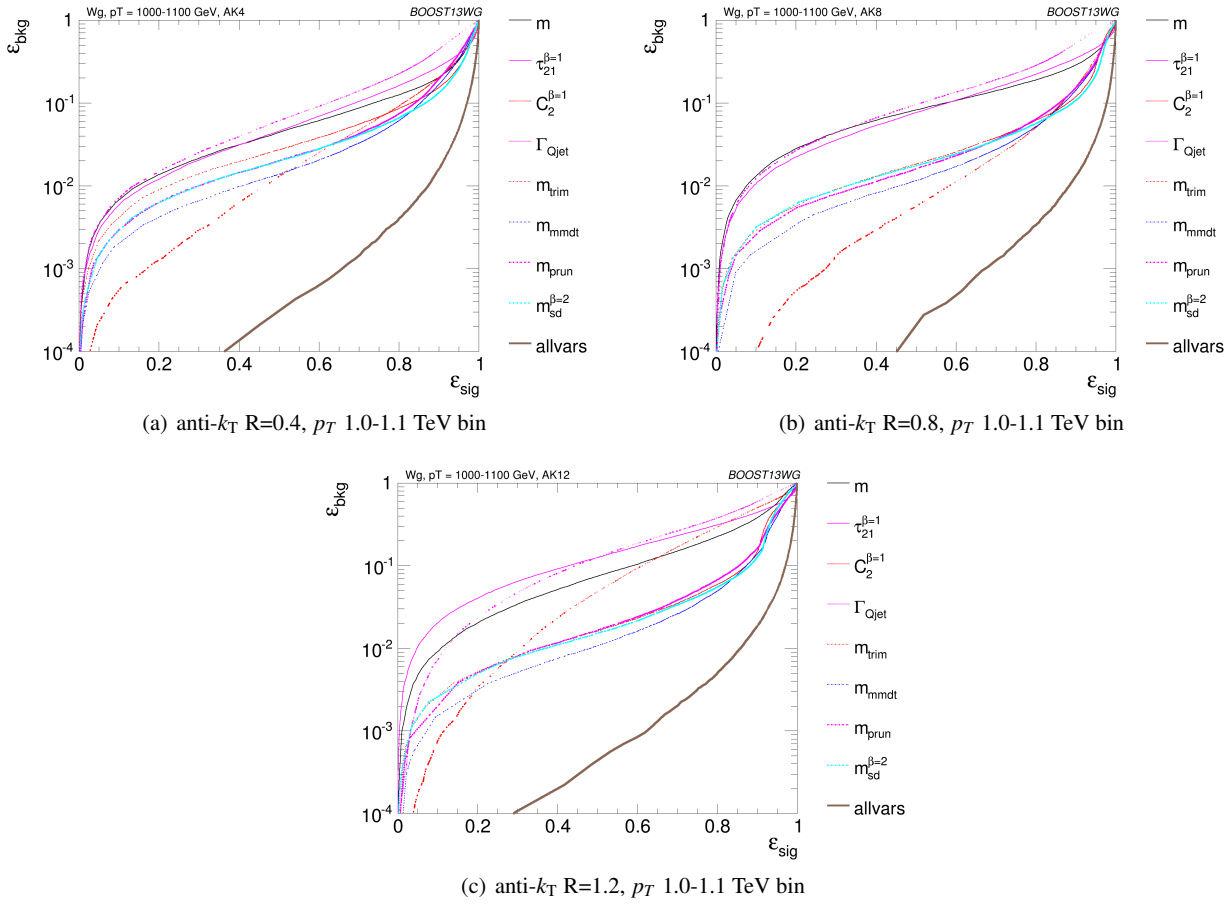 Wg, pT = 1000-1100 GeV, AK4 BOOST13WG
ε_bkg
1
10⁻¹
10⁻²
10⁻³
10⁻⁴
0 0.2 0.4 0.6 0.8 1
ε_sig
m
τ₂₁^β=1
C₂^β=1
Γ_Qjet
m_trim
m_mmdt
m_prun
m_sd^β=2
allvars
(a) anti-k_T R=0.4, p_T 1.0-1.1 TeV bin
Wg, pT = 1000-1100 GeV, AK8 BOOST13WG
ε_bkg
1
10⁻¹
10⁻²
10⁻³
10⁻⁴
0 0.2 0.4 0.6 0.8 1
ε_sig
m
τ₂₁^β=1
C₂^β=1
Γ_Qjet
m_trim
m_mmdt
m_prun
m_sd^β=2
allvars
(b) anti-k_T R=0.8, p_T 1.0-1.1 TeV bin
Wg, pT = 1000-1100 GeV, AK12 BOOST13WG
ε_bkg
1
10⁻¹
10⁻²
10⁻³
10⁻⁴
0 0.2 0.4 0.6 0.8 1
ε_sig
m
τ₂₁^β=1
C₂^β=1
Γ_Qjet
m_trim
m_mmdt
m_prun
m_sd^β=2
allvars
(c) anti-k_T R=1.2, p_T 1.0-1.1 TeV bin